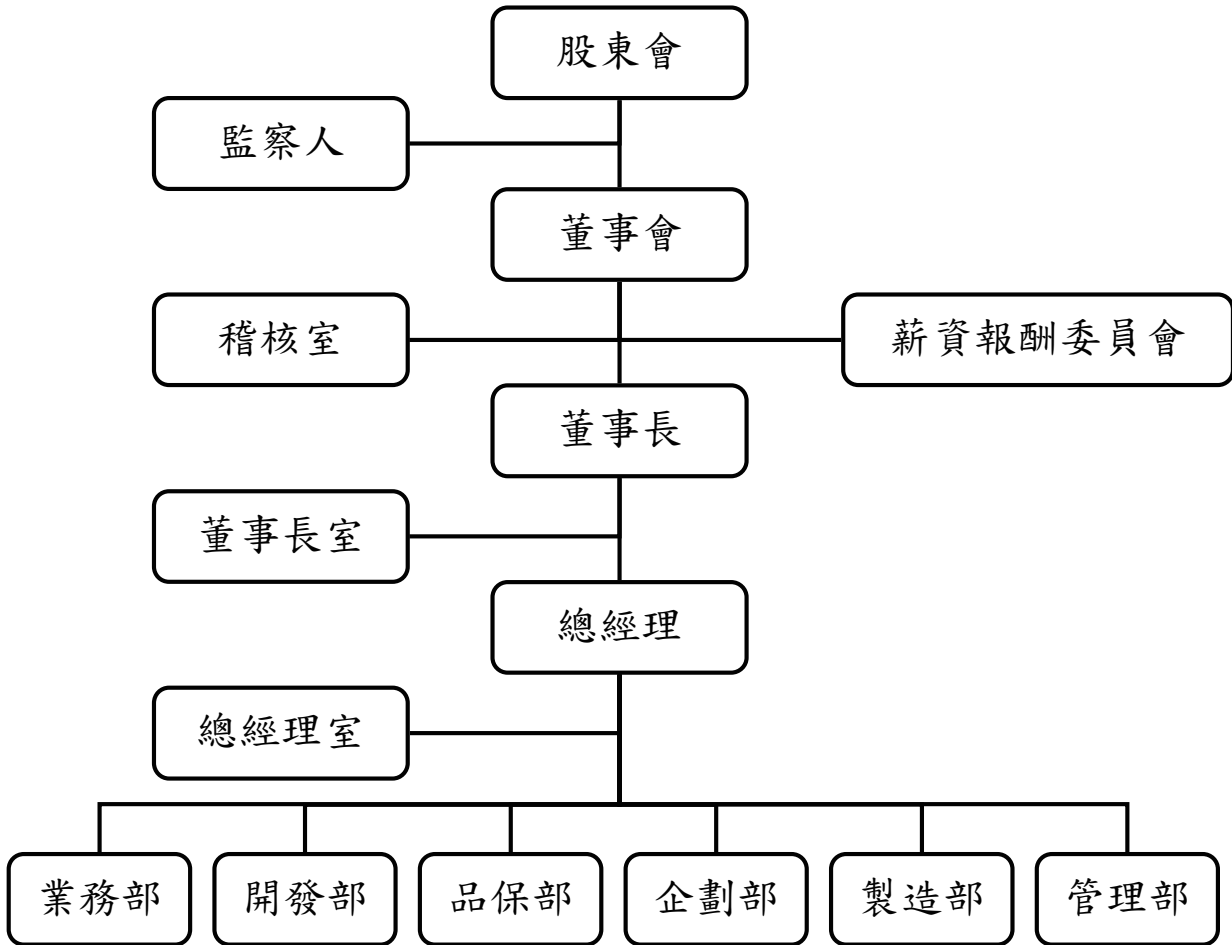 股東會
監察人
董事會
稽核室
薪資報酬委員會
董事長
董事長室
總經理
總經理室
業務部
開發部
品保部
企劃部
製造部
管理部